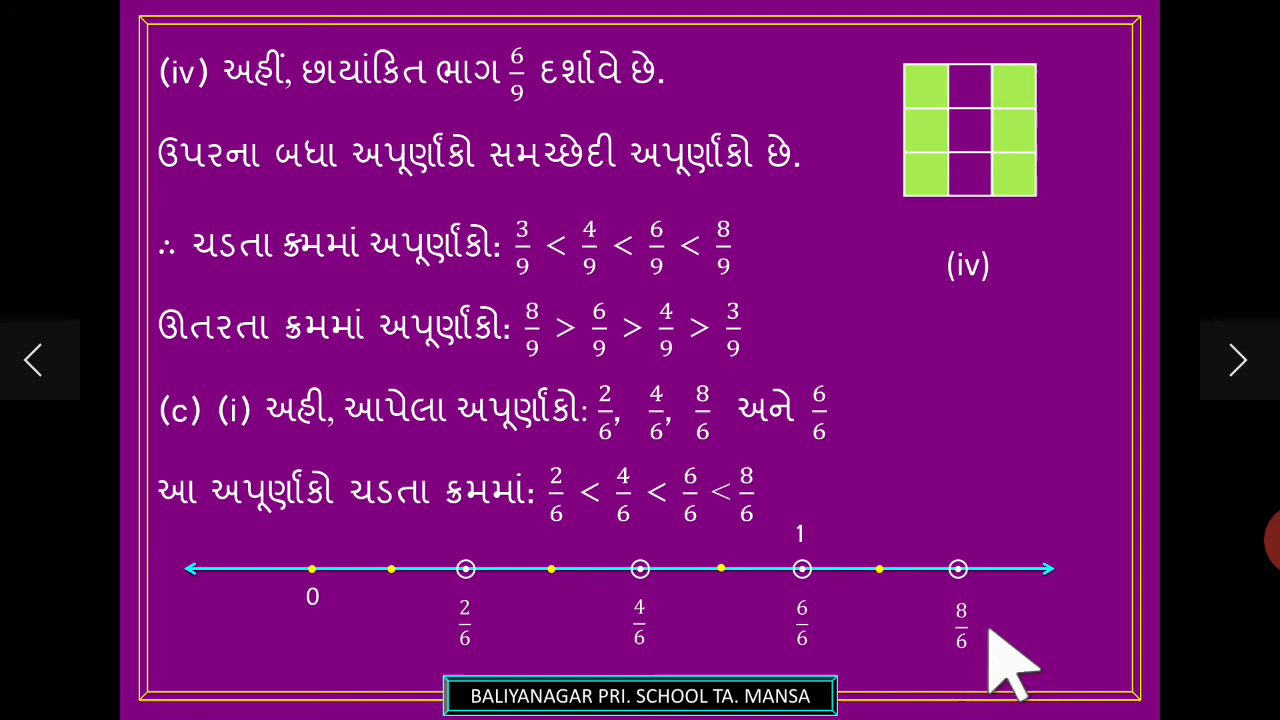 (iv) અહીં, છાયાંકિત ભાગ 6/9 દર્શાવે છે.
ઉપરના બધા અપૂર્ણાંકો સમચ્છેદી અપૂર્ણાંકો છે.
∴ ચડતા ક્રમમાં અપૂર્ણાંકો: 3/9 < 4/9 < 6/9 < 8/9
(iv)
ઊતરતા ક્રમમાં અપૂર્ણાંકો: 8/9 > 6/9 > 4/9 > 3/9
(c) (i) અહી, આપેલા અપૂર્ણાંકો: 2/6, 4/6, 8/6 અને 6/6
આ અપૂર્ણાંકો ચડતા ક્રમમાં: 2/6 < 4/6 < 6/6 < 8/6
1
0 2/6 4/6 6/6 8/6
BALIYANAGAR PRI. SCHOOL TA. MANSA